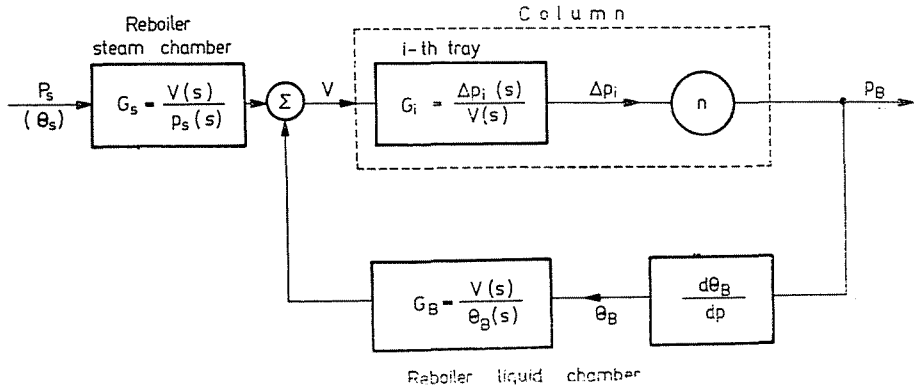 Column
Reboiler
steam chamber
i-th tray
P_s
(θ_s)
G_s = V(s) / p_s(s)
Σ
V
G_i = Δp_i(s) / V(s)
Δp_i
n
p_B
G_B = V(s) / θ_B(s)
θ_B
dθ_B / dp
Reboiler liquid chamber